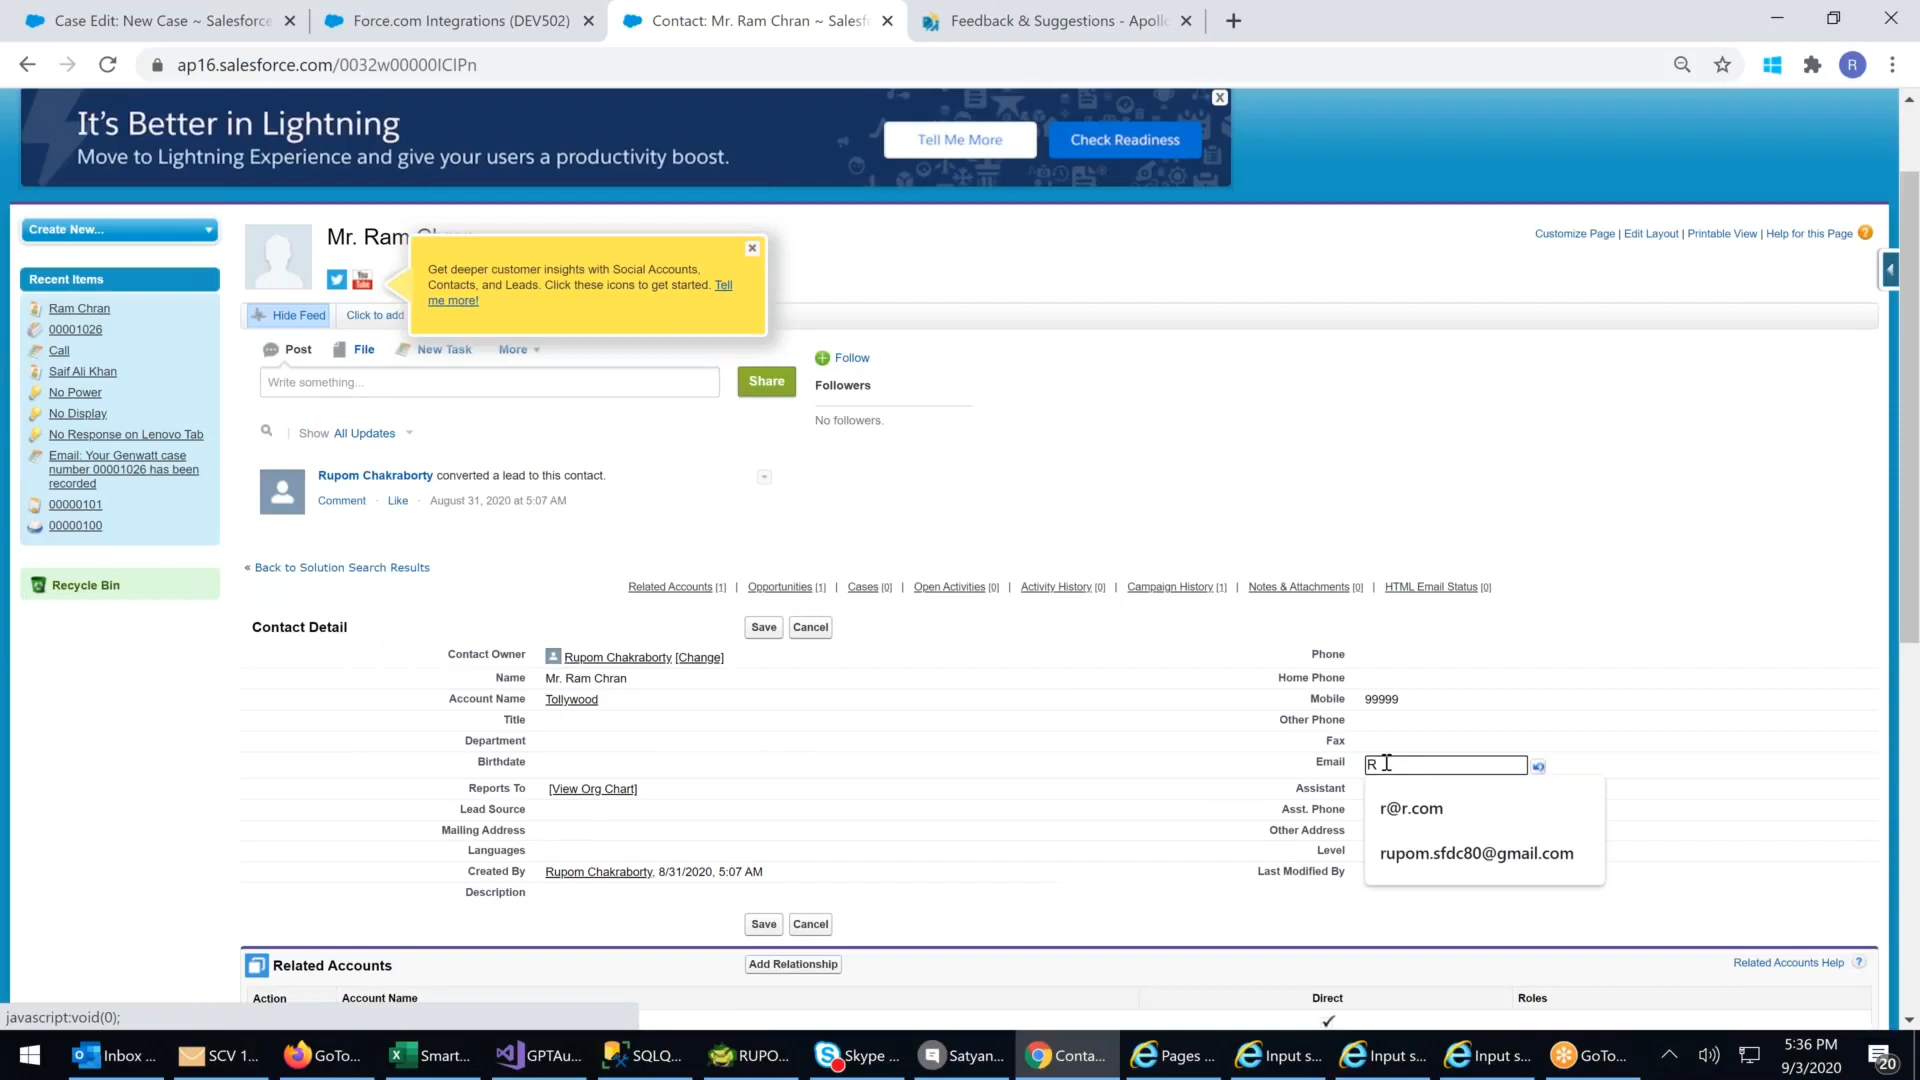 Case Edit: New Case ~ Salesforce
Force.com Integrations (DEV502)
Contact: Mr. Ram Chran ~ Salesf
Feedback & Suggestions - Apoll
ap16.salesforce.com/0032w00000ICIPn
R
It's Better in Lightning
Move to Lightning Experience and give your users a productivity boost.
Tell Me More
Check Readiness
X
Create New...
Mr. Ram
Customize Page | Edit Layout | Printable View | Help for this Page
Get deeper customer insights with Social Accounts,
Contacts, and Leads. Click these icons to get started. Tell
me more!
Recent Items
Ram Chran
00001026
Call
Saif Ali Khan
No Power
No Display
No Response on Lenovo Tab
Email: Your Genwatt case
number 00001026 has been
recorded
00000101
00000100
Recycle Bin
Hide Feed
Click to add
Post
File
New Task
More
Write something...
Share
Follow
Followers
No followers.
Show All Updates
Rupom Chakraborty converted a lead to this contact.
Comment · Like · August 31, 2020 at 5:07 AM
« Back to Solution Search Results
Related Accounts [1] | Opportunities [1] | Cases [0] | Open Activities [0] | Activity History [0] | Campaign History [1] | Notes & Attachments [0] | HTML Email Status [0]
Contact Detail
Save
Cancel
Contact Owner
Rupom Chakraborty [Change]
Phone
Name
Mr. Ram Chran
Home Phone
Account Name
Tollywood
Mobile
99999
Title
Other Phone
Department
Fax
Birthdate
Email
R
Reports To
[View Org Chart]
Assistant
Lead Source
Asst. Phone
r@r.com
Mailing Address
Other Address
Languages
Level
rupom.sfdc80@gmail.com
Created By
Rupom Chakraborty, 8/31/2020, 5:07 AM
Last Modified By
Description
Save
Cancel
Related Accounts
Add Relationship
Related Accounts Help
Action
Account Name
Direct
Roles
javascript:void(0);
Inbox ...
SCV 1...
GoTo...
Smart...
GPTAu...
SQLQ...
RUPO...
Skype ...
Satyan...
Conta...
Pages ...
Input s...
Input s...
Input s...
GoTo...
5:36 PM
9/3/2020
20